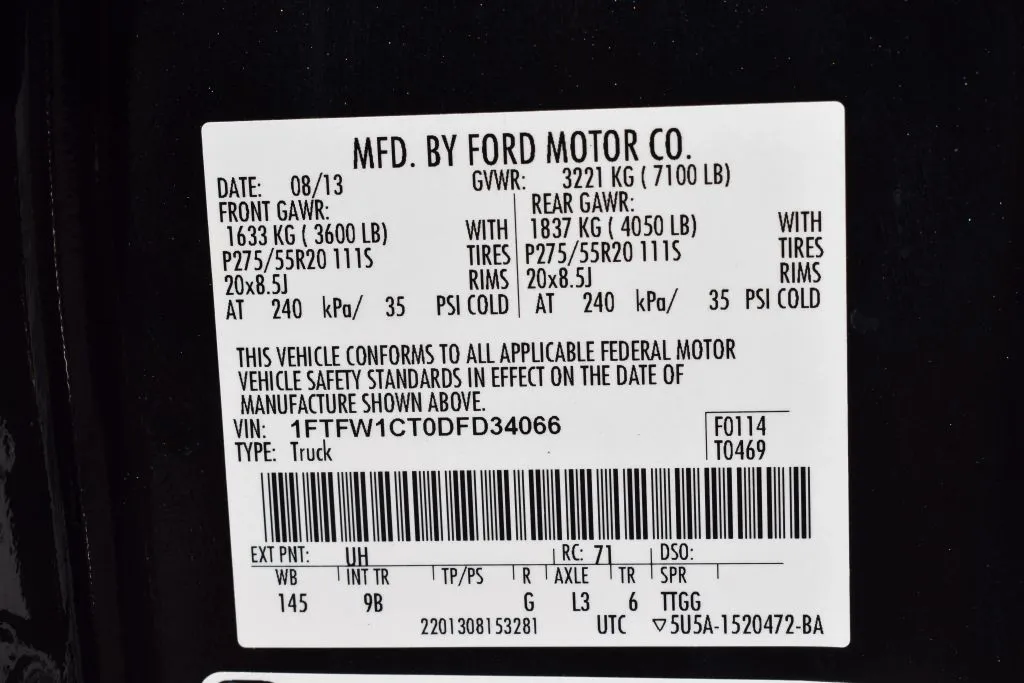 MFD. BY FORD MOTOR CO.
DATE: 08/13 GVWR: 3221 KG ( 7100 LB)
FRONT GAWR: REAR GAWR:
1633 KG ( 3600 LB) WITH 1837 KG ( 4050 LB) WITH
P275/55R20 111S TIRES P275/55R20 111S TIRES
20x8.5J RIMS 20x8.5J RIMS
AT 240 kPa/ 35 PSI COLD AT 240 kPa/ 35 PSI COLD
THIS VEHICLE CONFORMS TO ALL APPLICABLE FEDERAL MOTOR
VEHICLE SAFETY STANDARDS IN EFFECT ON THE DATE OF
MANUFACTURE SHOWN ABOVE.
VIN: 1FTFW1CT0DFD34066 F0114
TYPE: Truck T0469
EXT PNT: UH RC: 71 DSO:
WB INT TR TP/PS R AXLE TR SPR
145 9B G L3 6 TTGG
2201308153281 UTC ▽5U5A-1520472-BA